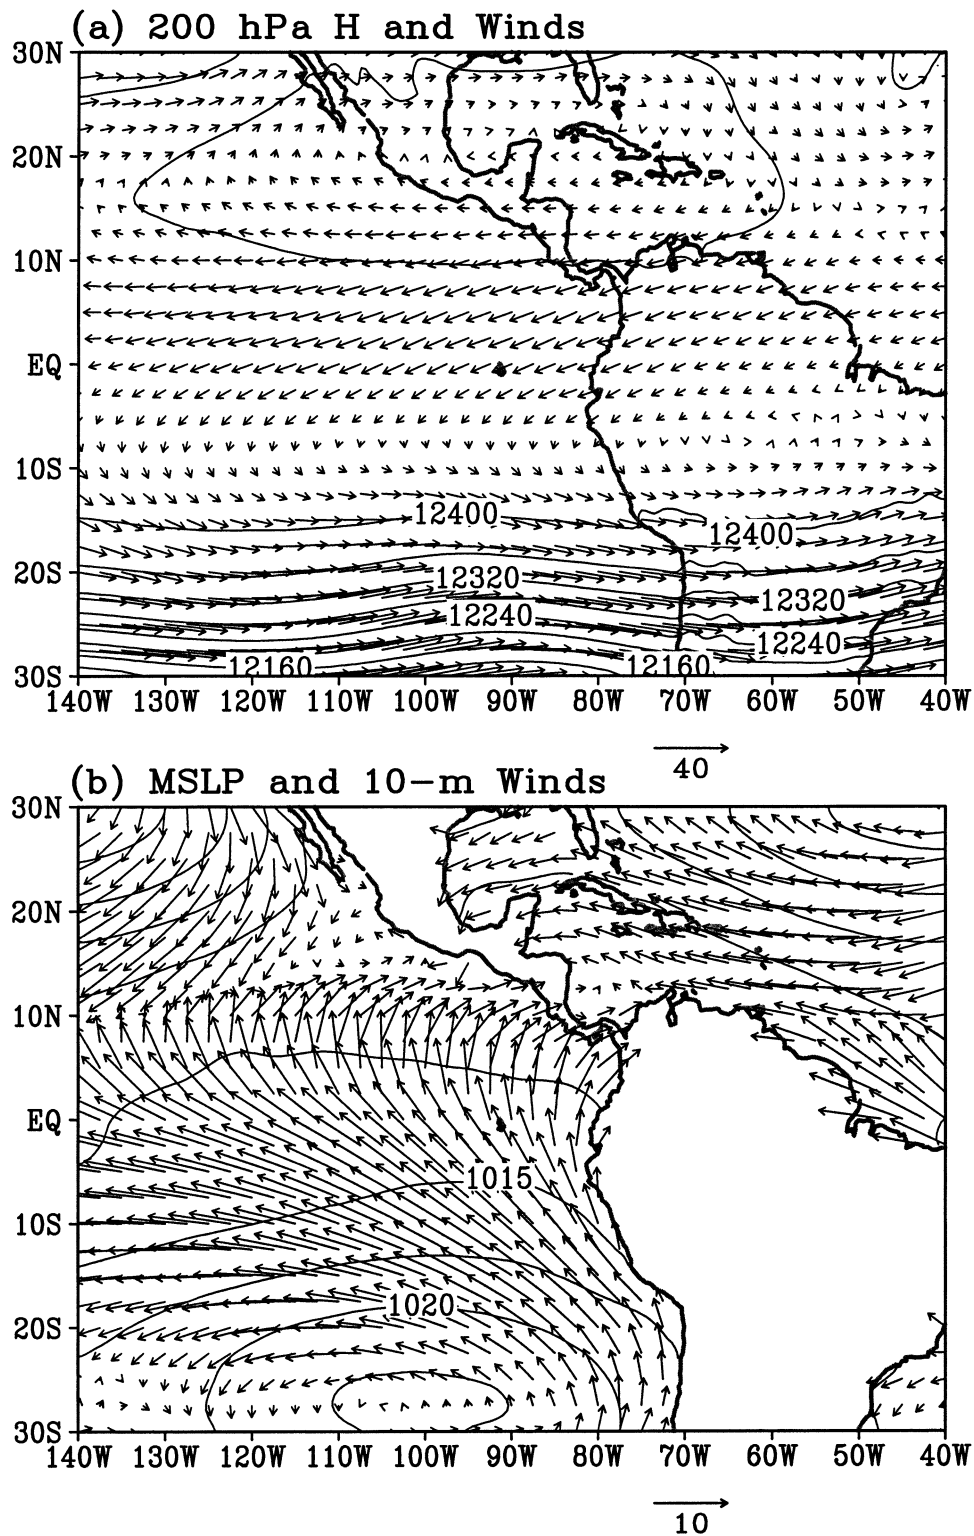 (a) 200 hPa H and Winds
30N
20N
10N
EQ
10S
12400
12400
20S
12320
12320
12240
12240
12160
12160
30S
140W 130W 120W 110W 100W 90W 80W 70W 60W 50W 40W
40
(b) MSLP and 10-m Winds
30N
20N
10N
EQ
1015
10S
1020
20S
30S
140W 130W 120W 110W 100W 90W 80W 70W 60W 50W 40W
10